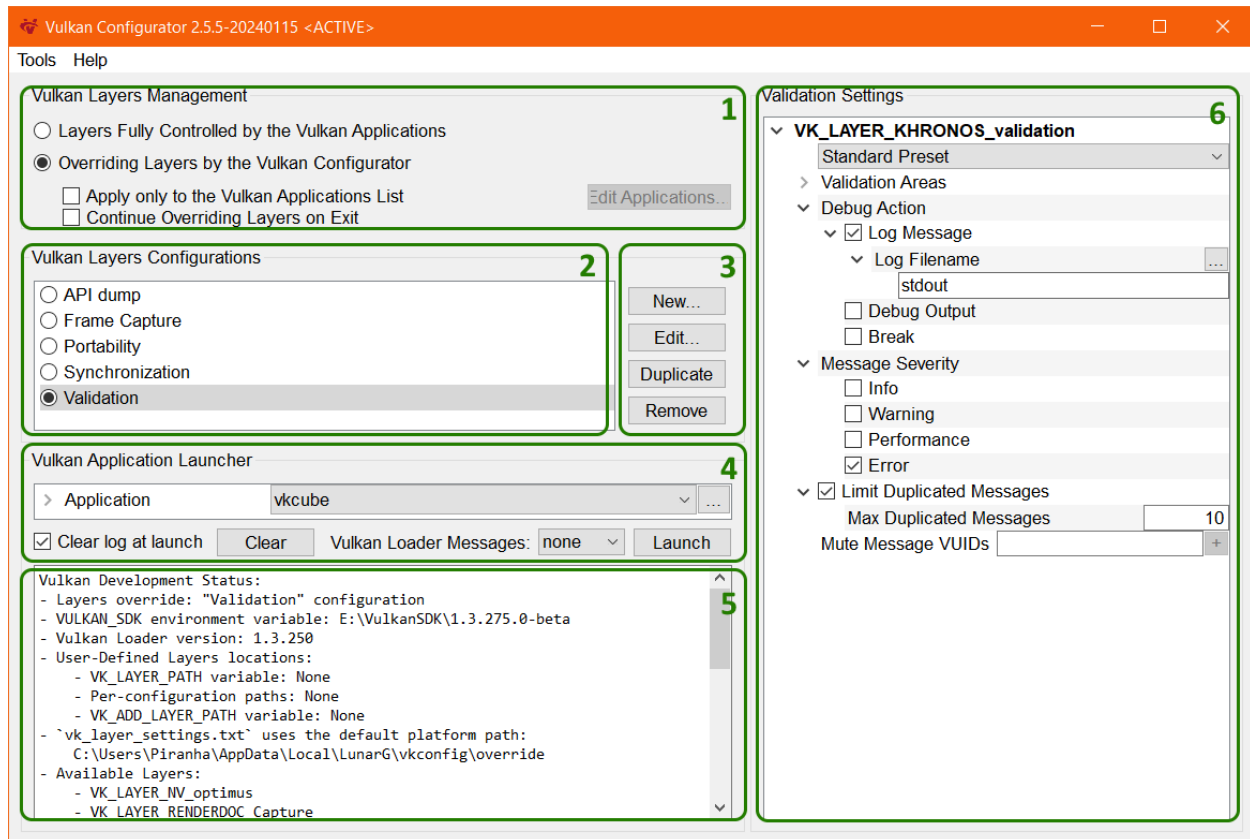 Vulkan Configurator 2.5.5-20240115 <ACTIVE>
Tools Help
Vulkan Layers Management
1
Layers Fully Controlled by the Vulkan Applications
Overriding Layers by the Vulkan Configurator
Apply only to the Vulkan Applications List
Edit Applications...
Continue Overriding Layers on Exit
Vulkan Layers Configurations
2
API dump
Frame Capture
Portability
Synchronization
Validation
3
New...
Edit...
Duplicate
Remove
Vulkan Application Launcher
4
Application vkcube ...
Clear log at launch Clear Vulkan Loader Messages: none Launch
5
Vulkan Development Status:
- Layers override: "Validation" configuration
- VULKAN_SDK environment variable: E:\VulkanSDK\1.3.275.0-beta
- Vulkan Loader version: 1.3.250
- User-Defined Layers locations:
- VK_LAYER_PATH variable: None
- Per-configuration paths: None
- VK_ADD_LAYER_PATH variable: None
- `vk_layer_settings.txt` uses the default platform path:
C:\Users\Piranha\AppData\Local\LunarG\vkconfig\override
- Available Layers:
- VK_LAYER_NV_optimus
- VK_LAYER_RENDERDOC_Capture
Validation Settings
6
VK_LAYER_KHRONOS_validation
Standard Preset
Validation Areas
Debug Action
Log Message
Log Filename ...
stdout
Debug Output
Break
Message Severity
Info
Warning
Performance
Error
Limit Duplicated Messages
Max Duplicated Messages 10
Mute Message VUIDs +